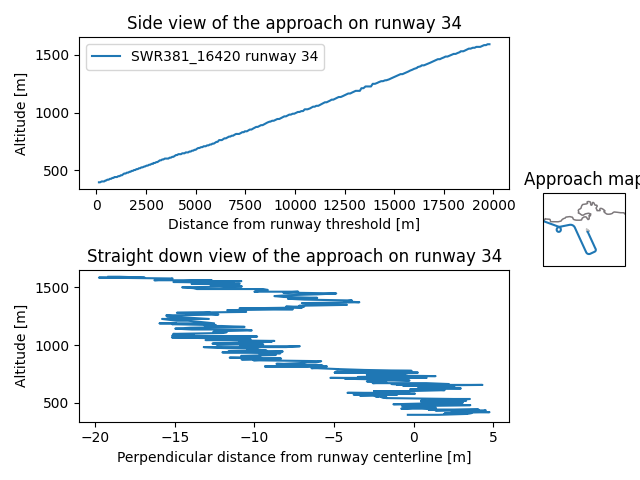 Side view of the approach on runway 34
SWR381_16420 runway 34
Altitude [m]
1500
1000
500
0 2500 5000 7500 10000 12500 15000 17500 20000
Distance from runway threshold [m]
Approach map
Straight down view of the approach on runway 34
Altitude [m]
1500
1000
500
−20 −15 −10 −5 0 5
Perpendicular distance from runway centerline [m]